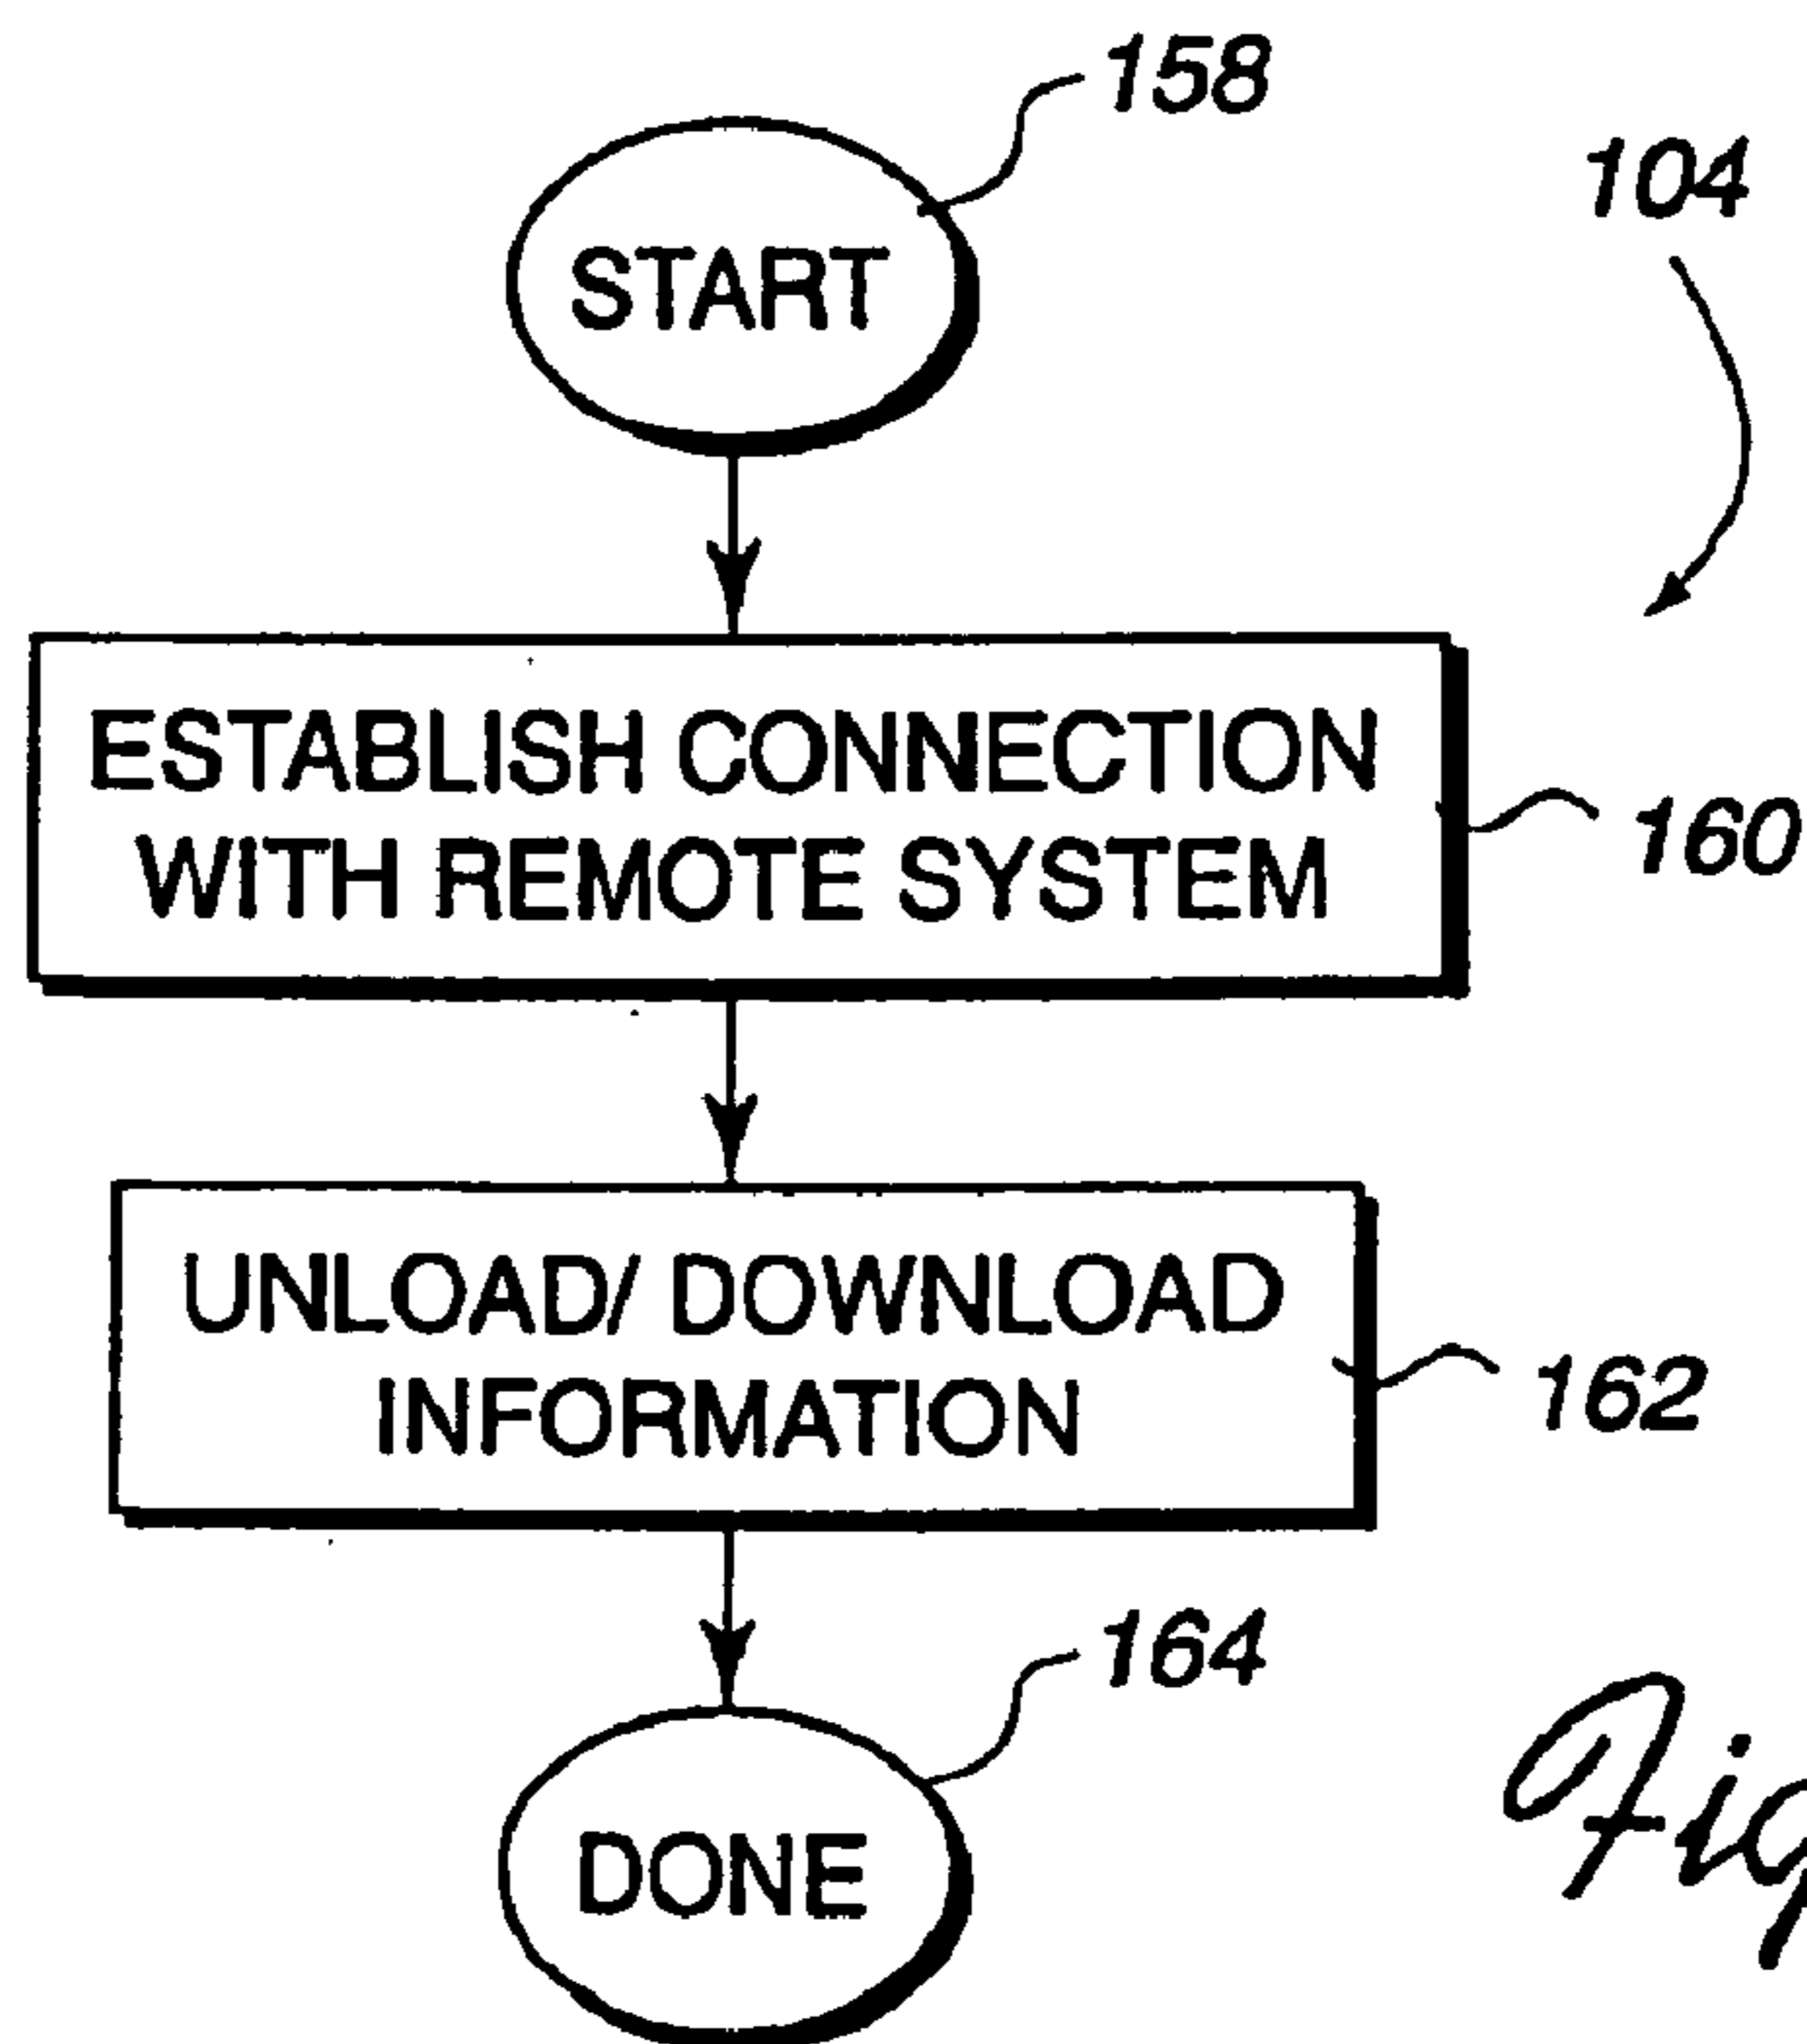 158
104
START
ESTABLISH CONNECTION
WITH REMOTE SYSTEM
160
UNLOAD/ DOWNLOAD
INFORMATION
162
164
DONE